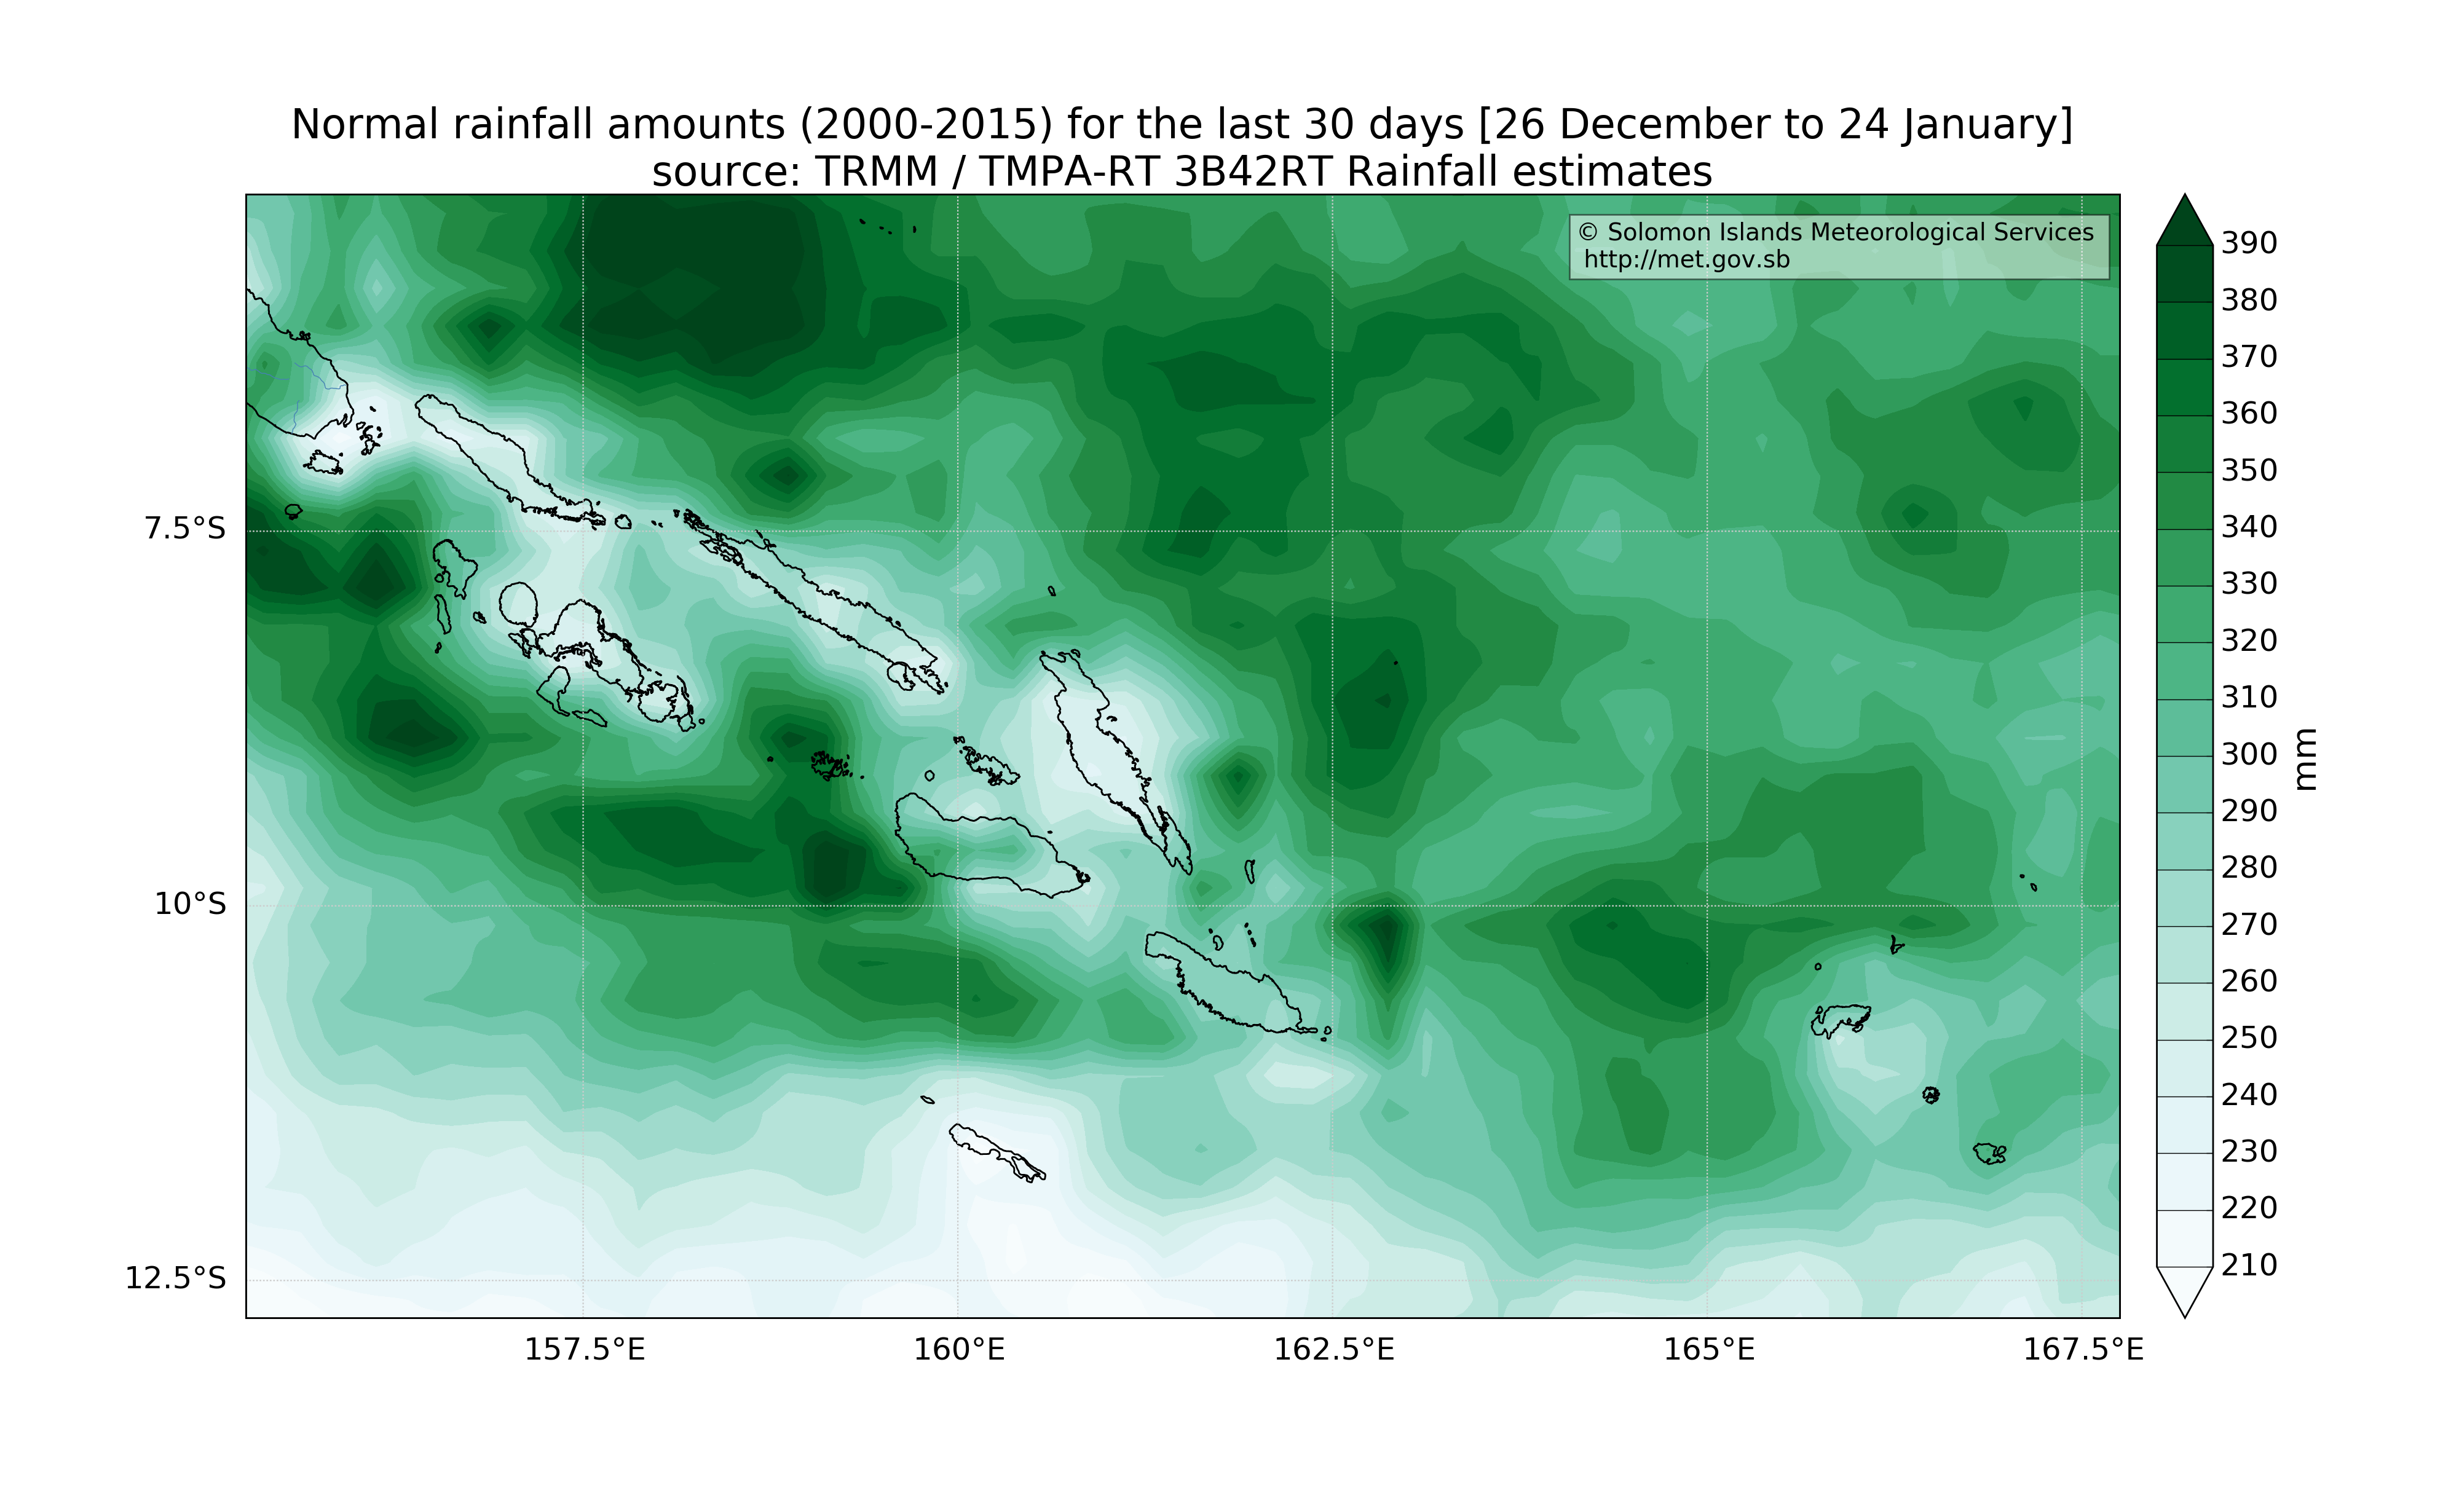 Normal rainfall amounts (2000-2015) for the last 30 days [26 December to 24 January]
source: TRMM / TMPA-RT 3B42RT Rainfall estimates
© Solomon Islands Meteorological Services
http://met.gov.sb
7.5°S
10°S
12.5°S
157.5°E
160°E
162.5°E
165°E
167.5°E
390
380
370
360
350
340
330
320
310
300
290
280
270
260
250
240
230
220
210
mm